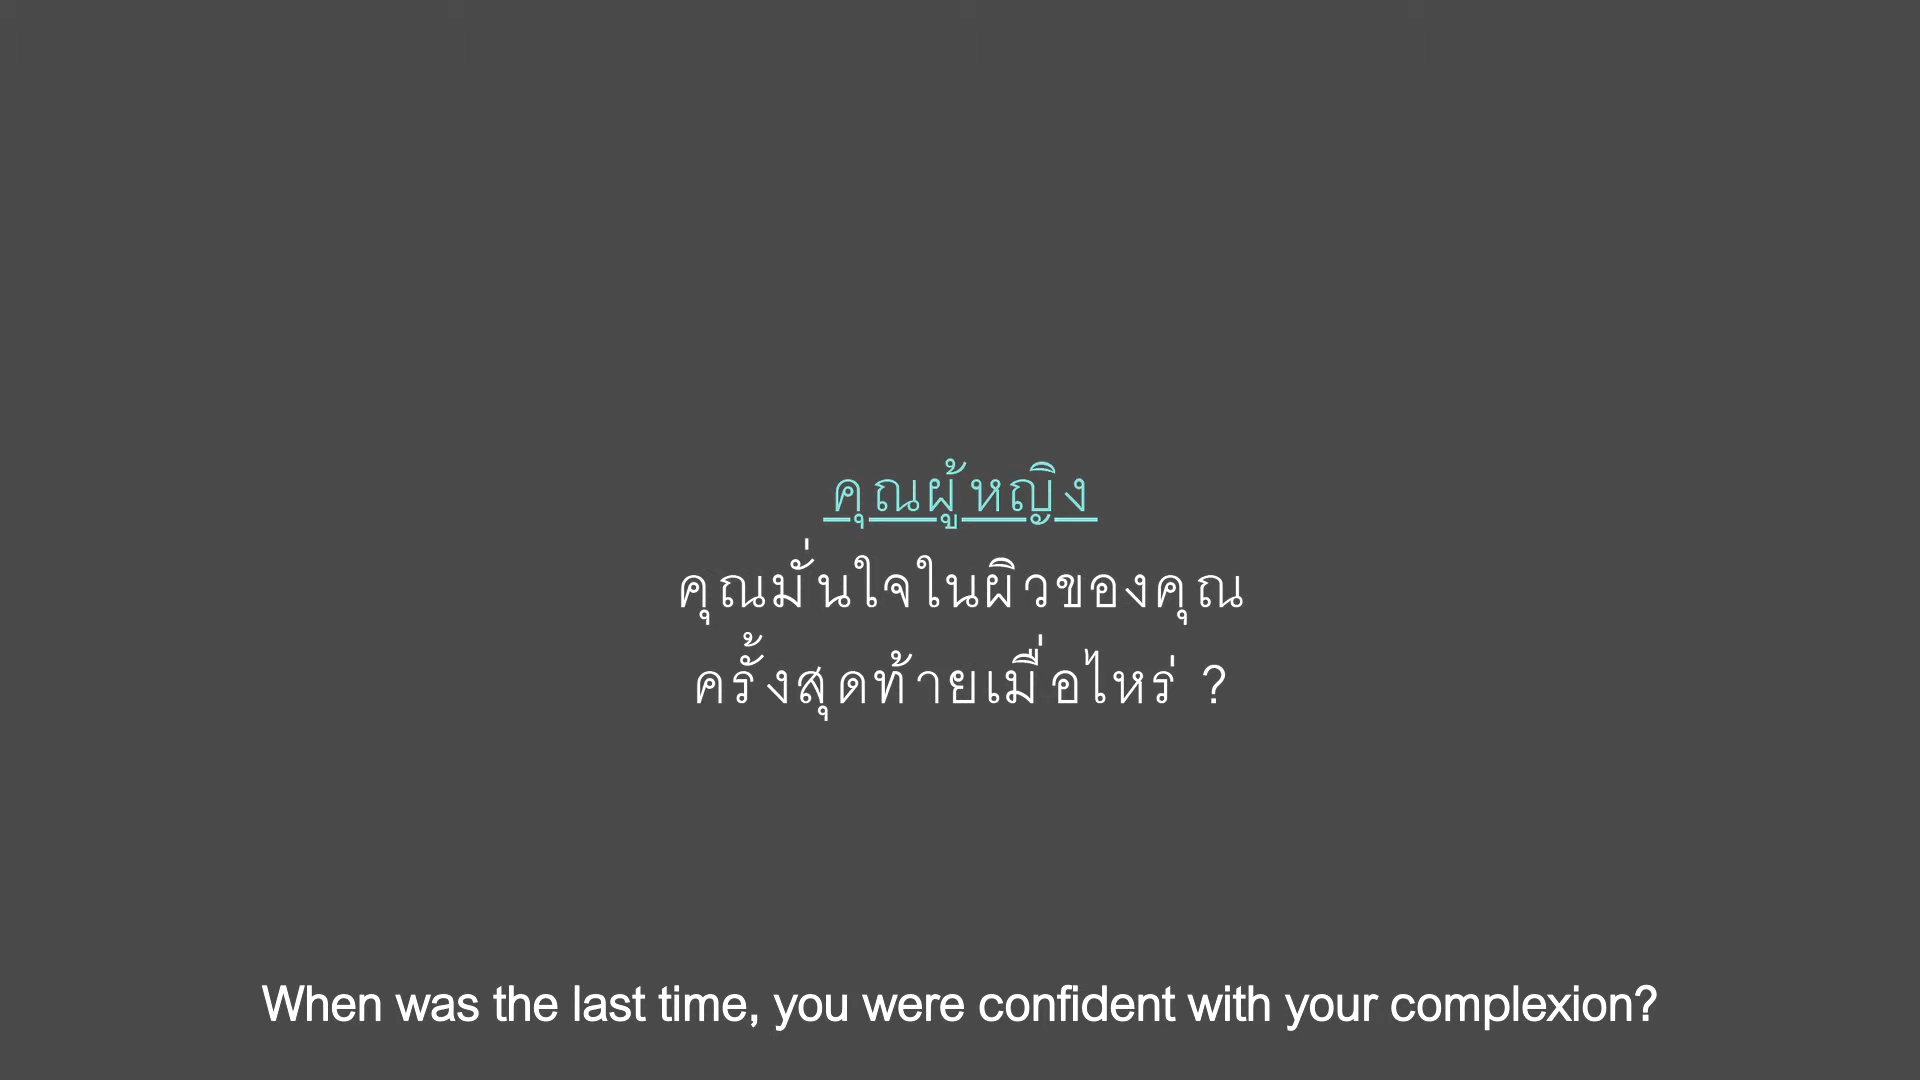 คุณผู้หญิง
คุณมั่นใจในผิวของคุณ
ครั้งสุดท้ายเมื่อไหร่ ?
When was the last time, you were confident with your complexion?